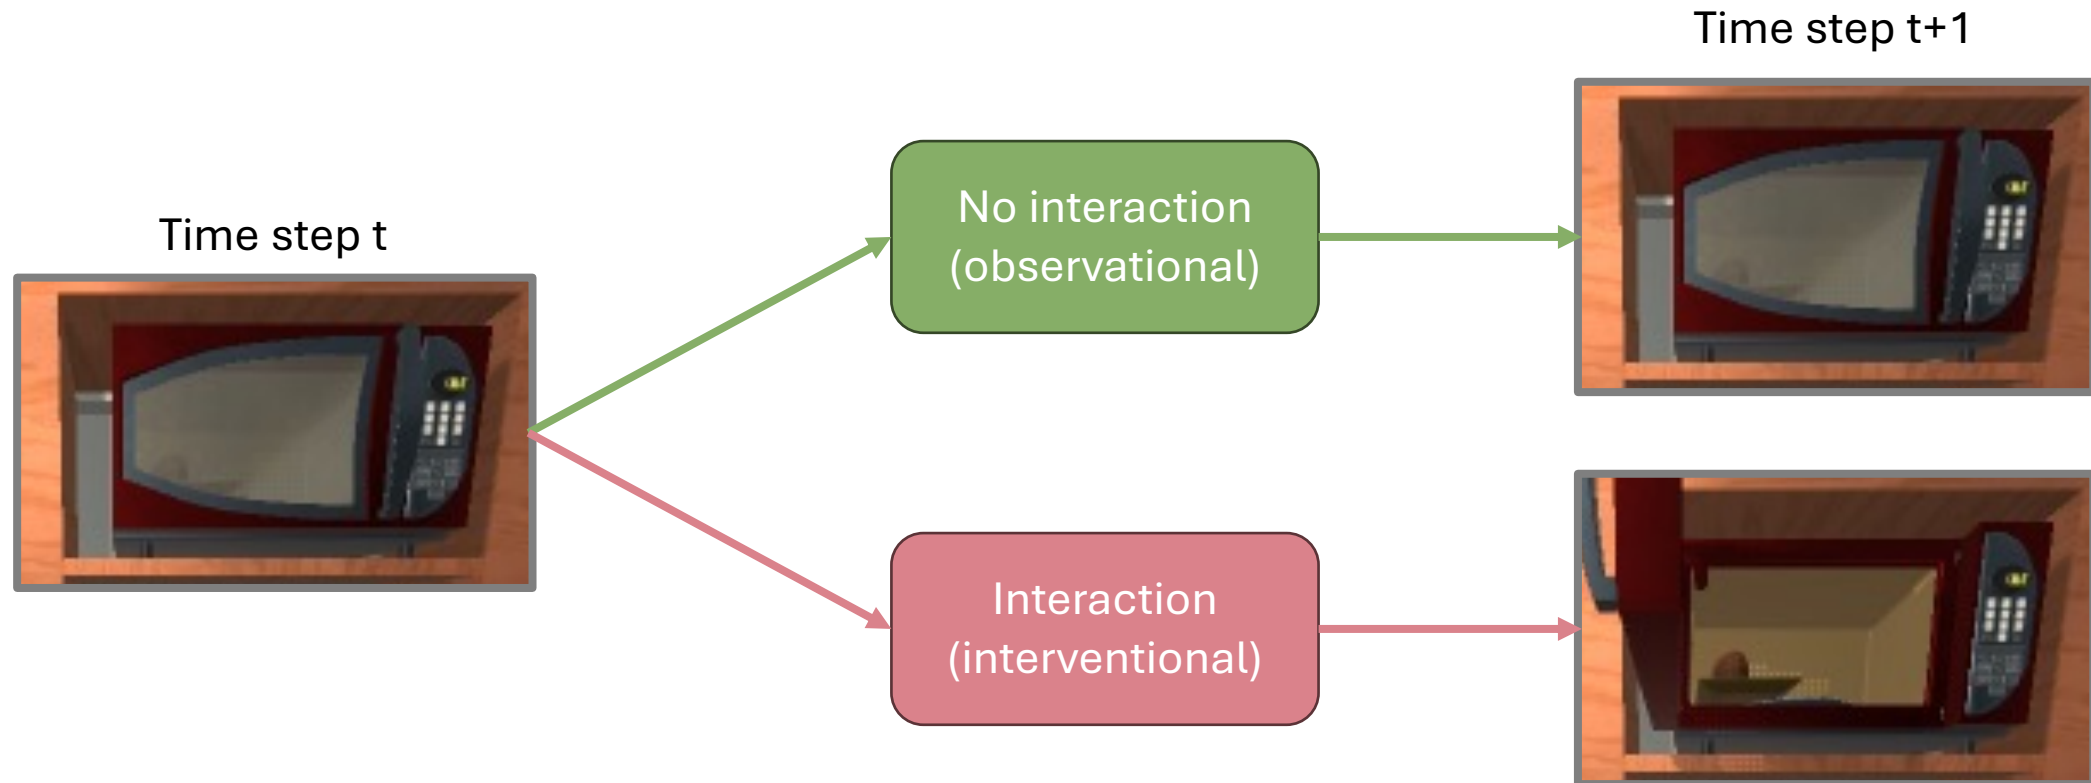 Time step t+1
Time step t
No interaction
(observational)
Interaction
(interventional)